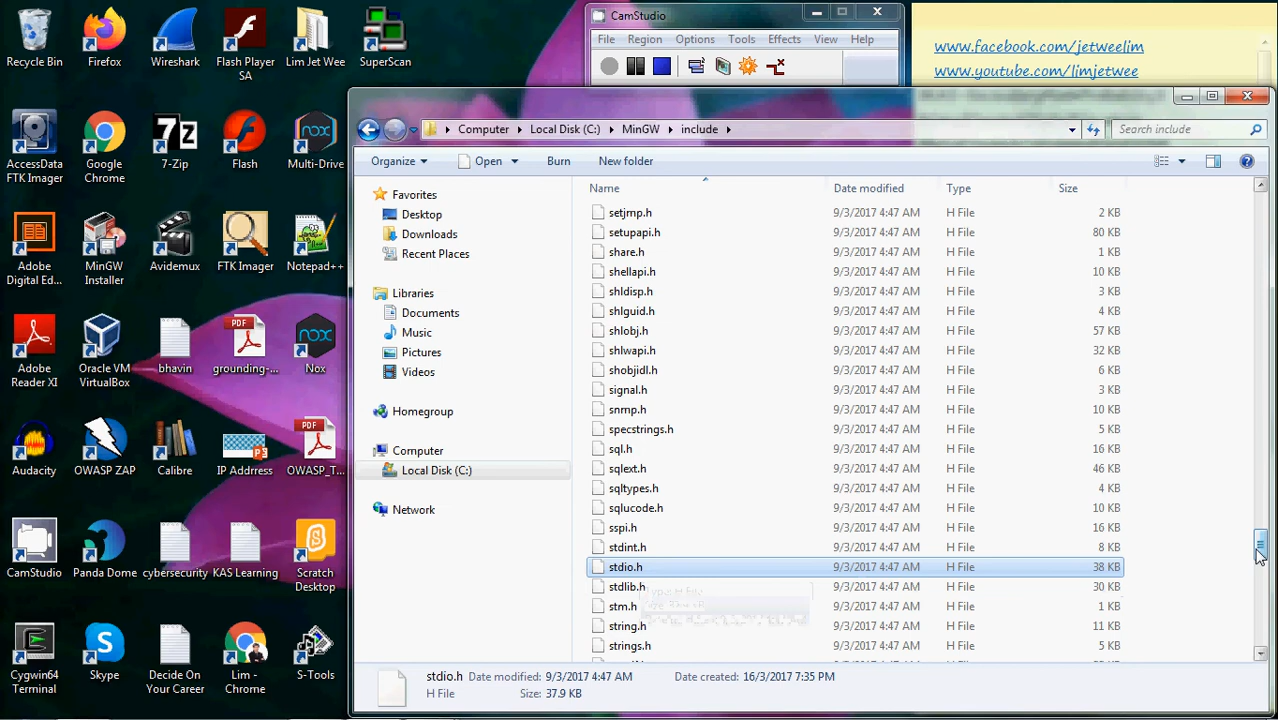 Recycle Bin
Firefox
Wireshark
Flash Player SA
Lim Jet Wee
SuperScan
AccessData FTK Imager
Google Chrome
7-Zip
Flash
Multi-Drive
Adobe Digital Ed...
MinGW Installer
Avidemux
FTK Imager
Notepad++
Adobe Reader XI
Oracle VM VirtualBox
bhavin
PDF
grounding-...
nox
Nox
Audacity
OWASP ZAP
Calibre
IP Adrress
PDF
OWASP_T...
CamStudio
Panda Dome
cybersecurity
KAS Learning
Scratch Desktop
Cygwin64 Terminal
Skype
Decide On Your Career
Lim - Chrome
S-Tools
CamStudio
File Region Options Tools Effects View Help
www.facebook.com/jetweelim
www.youtube.com/limjetwee
Computer Local Disk (C:) MinGW include
Search include
Organize Open Burn New folder
Favorites
Desktop
Downloads
Recent Places
Libraries
Documents
Music
Pictures
Videos
Homegroup
Computer
Local Disk (C:)
Network
Name Date modified Type Size
setjmp.h 9/3/2017 4:47 AM H File 2 KB
setupapi.h 9/3/2017 4:47 AM H File 80 KB
share.h 9/3/2017 4:47 AM H File 1 KB
shellapi.h 9/3/2017 4:47 AM H File 10 KB
shldisp.h 9/3/2017 4:47 AM H File 3 KB
shlguid.h 9/3/2017 4:47 AM H File 4 KB
shlobj.h 9/3/2017 4:47 AM H File 57 KB
shlwapi.h 9/3/2017 4:47 AM H File 32 KB
shobjidl.h 9/3/2017 4:47 AM H File 6 KB
signal.h 9/3/2017 4:47 AM H File 3 KB
snmp.h 9/3/2017 4:47 AM H File 10 KB
specstrings.h 9/3/2017 4:47 AM H File 5 KB
sql.h 9/3/2017 4:47 AM H File 16 KB
sqlext.h 9/3/2017 4:47 AM H File 46 KB
sqltypes.h 9/3/2017 4:47 AM H File 4 KB
sqlucode.h 9/3/2017 4:47 AM H File 10 KB
sspi.h 9/3/2017 4:47 AM H File 16 KB
stdint.h 9/3/2017 4:47 AM H File 8 KB
stdio.h 9/3/2017 4:47 AM H File 38 KB
stdlib.h 9/3/2017 4:47 AM H File 30 KB
stm.h 9/3/2017 4:47 AM H File 1 KB
string.h 9/3/2017 4:47 AM H File 11 KB
strings.h 9/3/2017 4:47 AM H File 5 KB
stdio.h Date modified: 9/3/2017 4:47 AM Date created: 16/3/2017 7:35 PM
H File Size: 37.9 KB